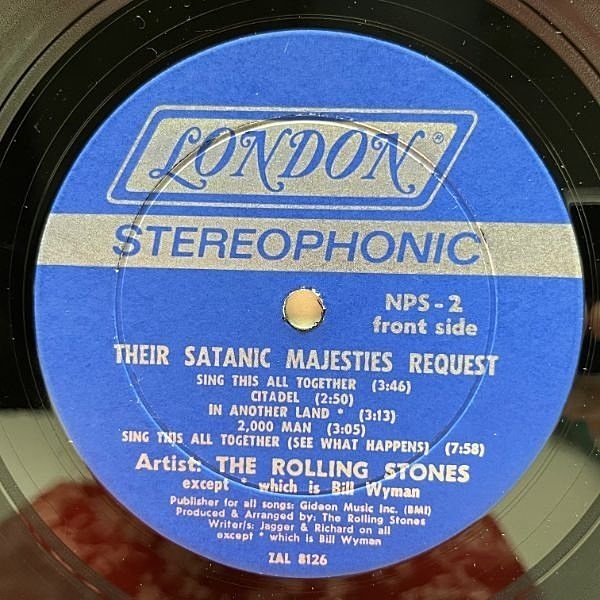 LONDON®
STEREOPHONIC
NPS-2
front side
THEIR SATANIC MAJESTIES REQUEST
SING THIS ALL TOGETHER (3:46)
CITADEL (2:50)
IN ANOTHER LAND * (3:13)
2,000 MAN (3:05)
SING THIS ALL TOGETHER (SEE WHAT HAPPENS) (7:58)
Artist: THE ROLLING STONES
except * which is Bill Wyman
Publisher for all songs: Gideon Music Inc. (BMI)
Produced & Arranged by: The Rolling Stones
Writer/s: Jagger & Richard on all
except * which is Bill Wyman
ZAL 8126